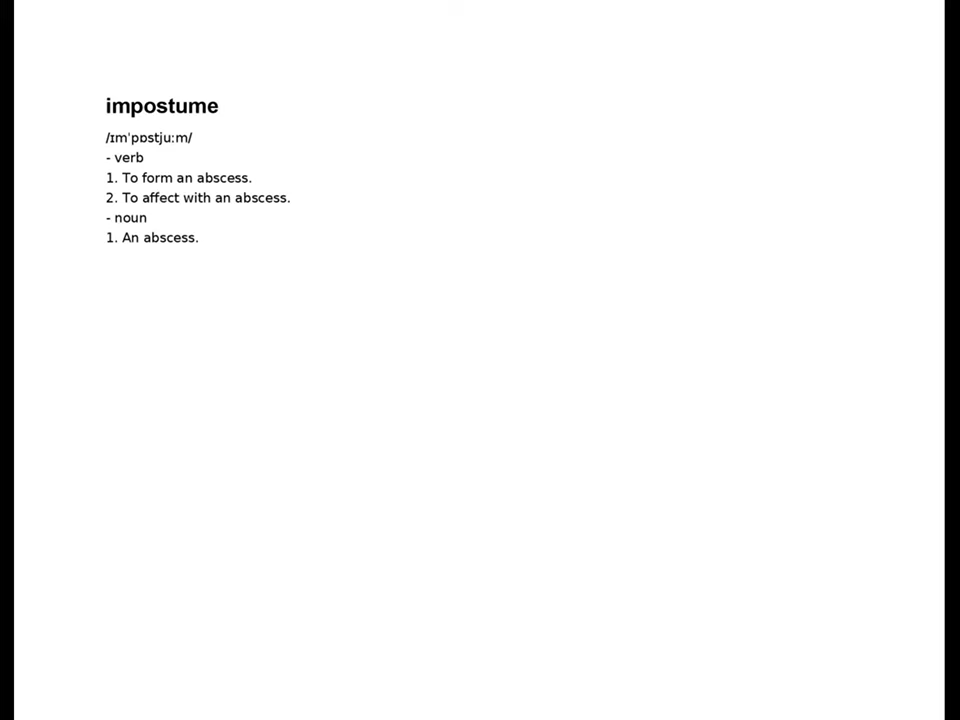 impostume
/ɪmˈpɒstjuːm/
- verb
1. To form an abscess.
2. To affect with an abscess.
- noun
1. An abscess.